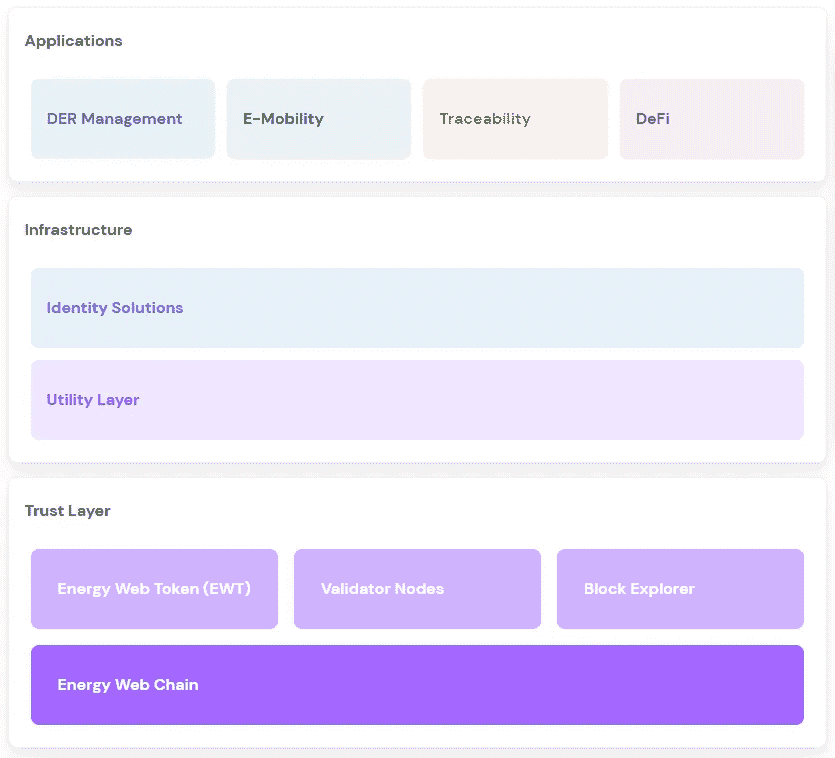 Applications
DER Management
E-Mobility
Traceability
DeFi
Infrastructure
Identity Solutions
Utility Layer
Trust Layer
Energy Web Token (EWT)
Validator Nodes
Block Explorer
Energy Web Chain